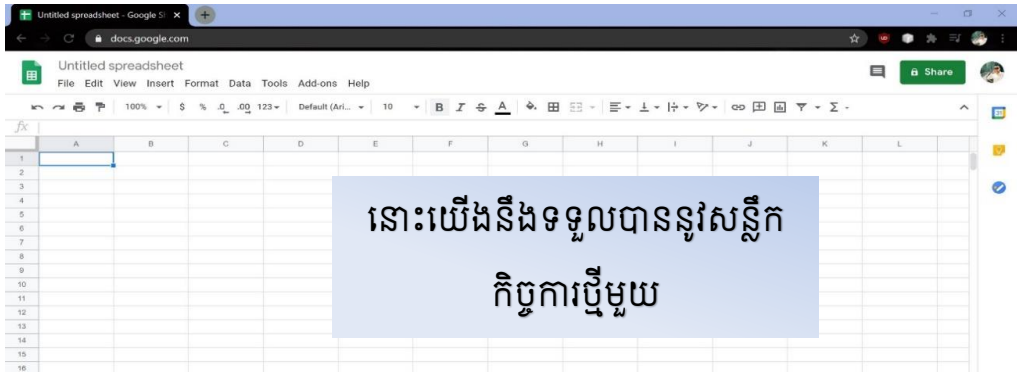 Untitled spreadsheet - Google S
docs.google.com
Untitled spreadsheet
File Edit View Insert Format Data Tools Add-ons Help
Share
100% $ % .0 .00 123 Default (Ari... 10 B I S A
fx
A B C D E F G H I J K L
1
2
3
4
5
6
7
8
9
10
11
12
13
14
15
16
នោះយើងនឹងទទួលបាននូវសន្លឹក
កិច្ចការថ្មីមួយ